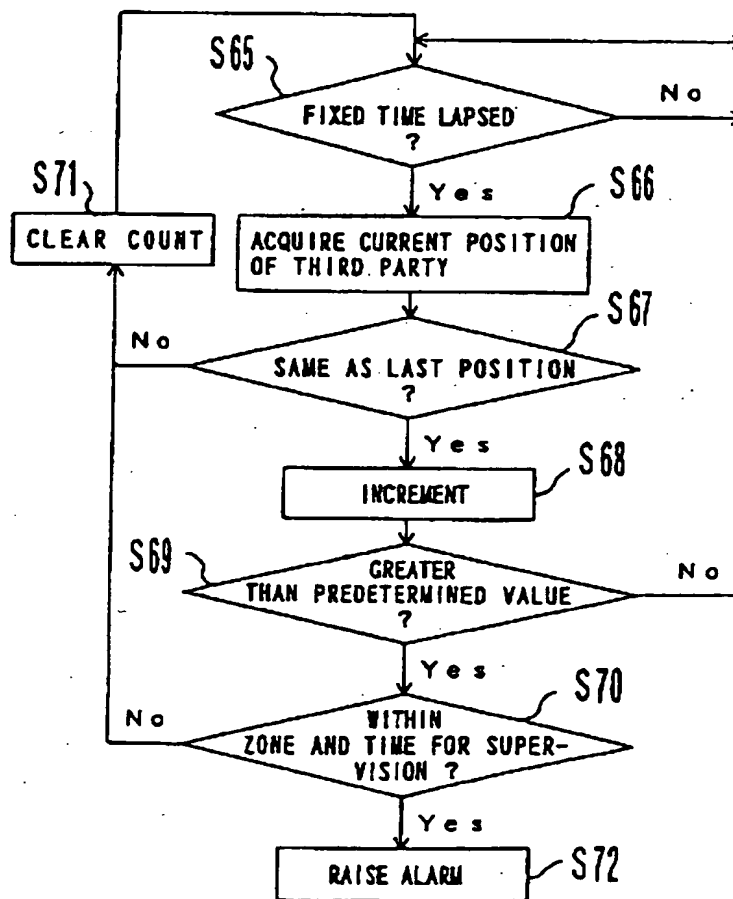 S65
FIXED TIME LAPSED
?
No
Yes
S71
CLEAR COUNT
S66
ACQUIRE CURRENT POSITION
OF THIRD PARTY
S67
No
SAME AS LAST POSITION
?
Yes
S68
INCREMENT
S69
GREATER
THAN PREDETERMINED VALUE
?
No
Yes
S70
No
WITHIN
ZONE AND TIME FOR SUPER-
VISION ?
Yes
RAISE ALARM
S72